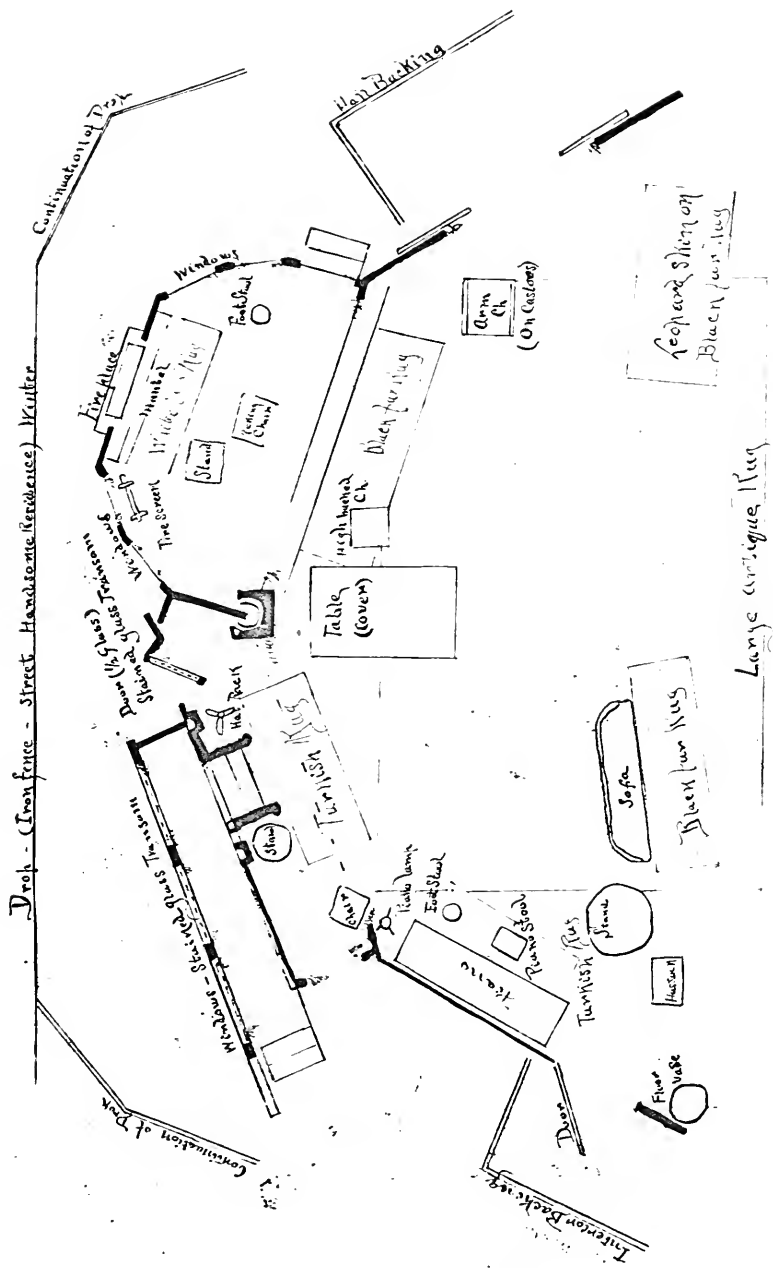 Drop - (Iron fence - Street Handsome Residence) Winter
Continuation of Drop
Continuation of Drop
Hall Backing
Windows
Foot Stool
Fire place
Mantel
Fur Rug
Chair
Stand
Fire Screen
Windows
Door (1/2 Glass)
Stained Glass Transom
Hat Rack
Turkish Rug
Stand
Windows - Stained Glass Transom
Arm
Ch
(On Castors)
Black fur rug
High backed
Ch
Table
(Cover)
Leopard Skin on
Black fur rug
Large antique Rug
Sofa
Black fur Rug
Chair
Piano Lamp
Foot Stool
Piano Stool
Piano
Turkish Rug
Stand
Hassock
Floor
Vase
Door
Interior Backing